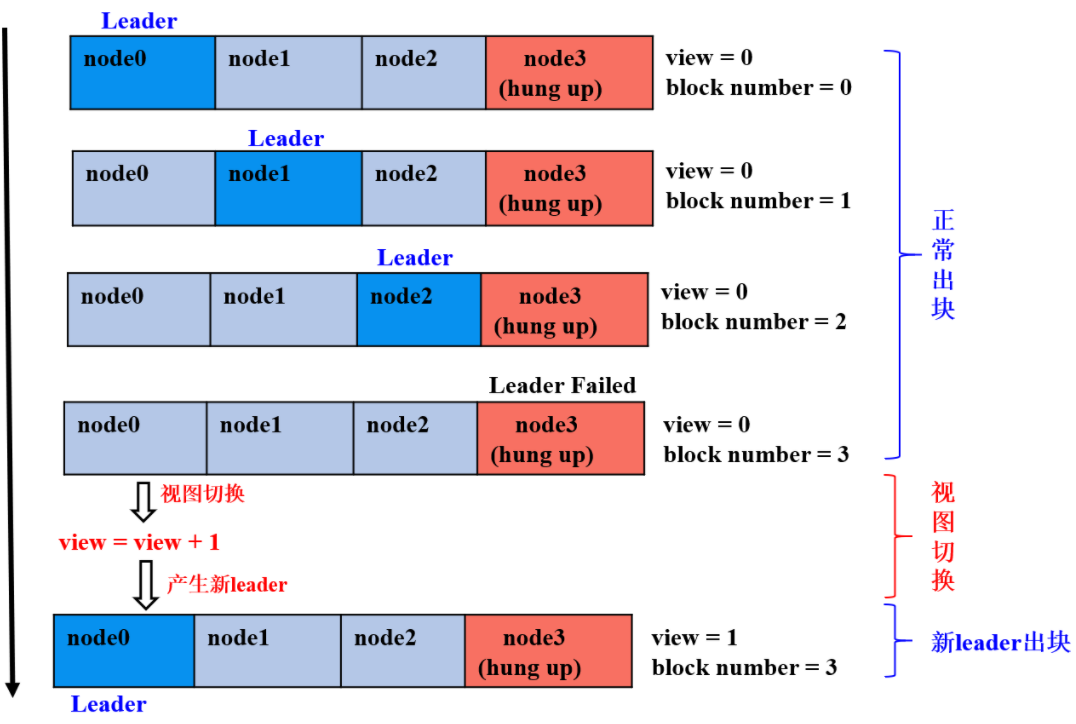 Leader
node0
node1
node2
node3
(hung up)
view = 0
block number = 0
Leader
node0
node1
node2
node3
(hung up)
view = 0
block number = 1
Leader
node0
node1
node2
node3
(hung up)
view = 0
block number = 2
正常出块
Leader Failed
node0
node1
node2
node3
(hung up)
view = 0
block number = 3
视图切换
view = view + 1
产生新leader
视图切换
node0
node1
node2
node3
(hung up)
view = 1
block number = 3
新leader出块
Leader